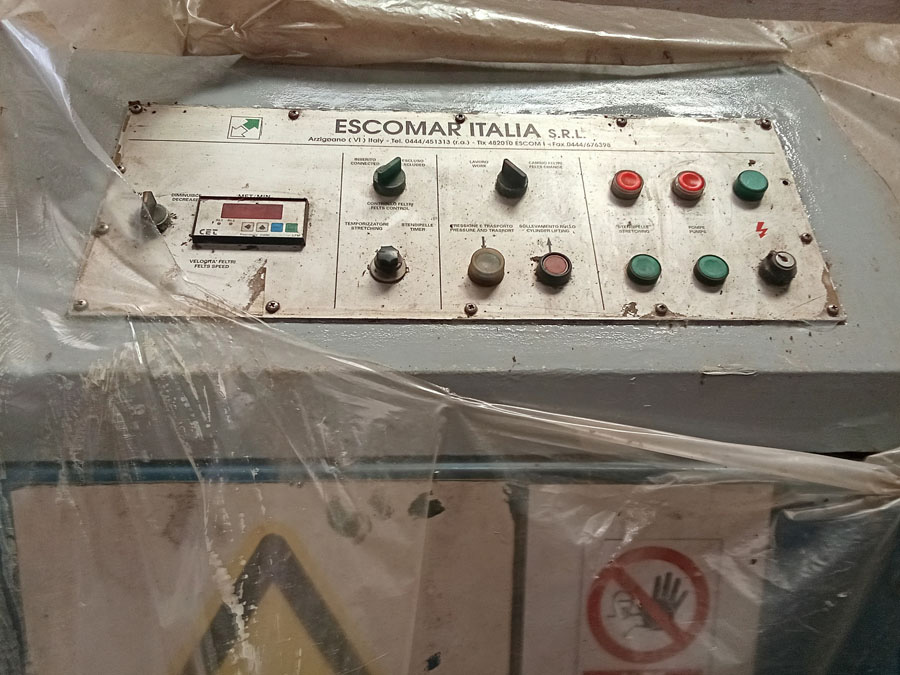 ESCOMAR ITALIA S.R.L.
Arzignano ( VI ) Italy - Tel. 0444/451313 (r.a.) - Tlx 482010 ESCOM I - Fax 0444/676396
DIMINUISCE
DECREASE
MET/MIN
CET
VELOCITA' FELTRI
FELTS SPEED
INSERITO
CONNECTED
ESCLUSO
CONTROLLO FELTRI
FELTS CONTROL
TEMPORIZZATORE
STRETCHING
STENDIPELLE
TIMER
LAVORO
WORK
CAMBIO FELTRI
FELTS CHANGE
PRESSIONE E TRASPORTO
PRESSURE AND TRASPORT
SOLLEVAMENTO RULLO
CYLINDER LIFTING
STENDIPELLE
STRETCHING
POMPE
PUMPS